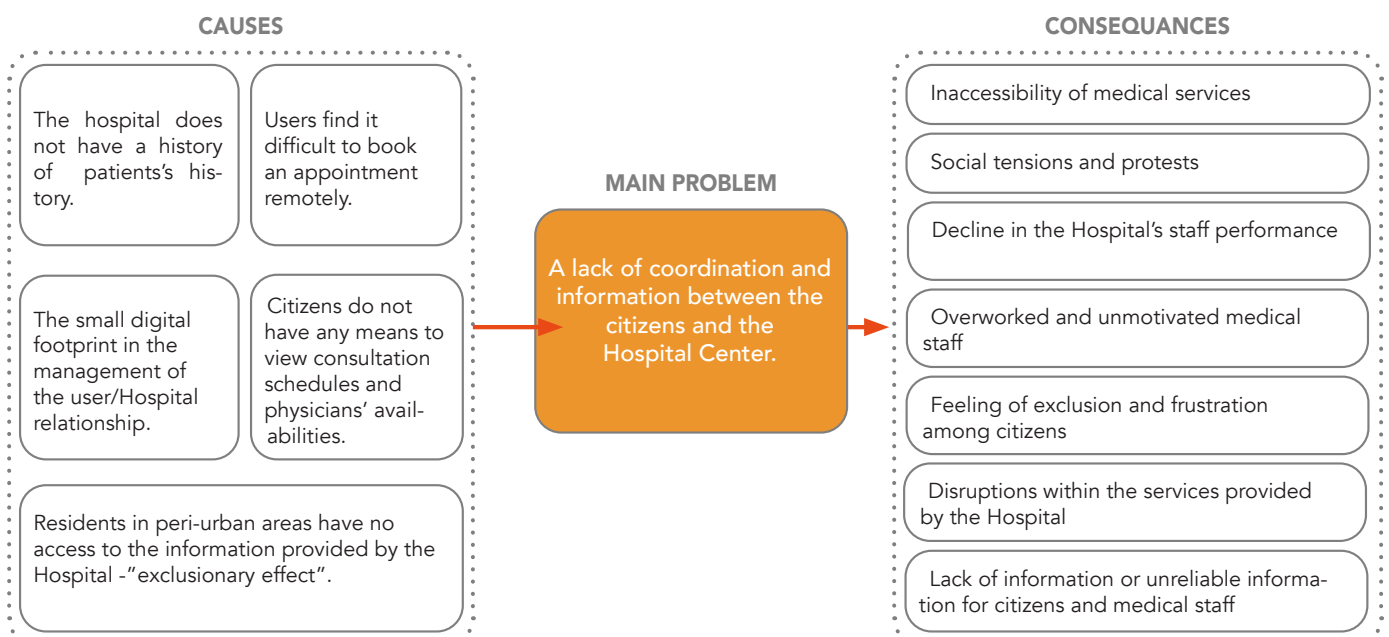 CAUSES
The hospital does
not have a history
of patients's his-
tory.
Users find it
difficult to book
an appointment
remotely.
The small digital
footprint in the
management of
the user/Hospital
relationship.
Citizens do not
have any means to
view consultation
schedules and
physicians’ avail-
abilities.
Residents in peri-urban areas have no
access to the information provided by the
Hospital -”exclusionary effect”.
MAIN PROBLEM
A lack of coordination and
information between the
citizens and the
Hospital Center.
CONSEQUANCES
Inaccessibility of medical services
Social tensions and protests
Decline in the Hospital’s staff performance
Overworked and unmotivated medical
staff
Feeling of exclusion and frustration
among citizens
Disruptions within the services provided
by the Hospital
Lack of information or unreliable informa-
tion for citizens and medical staff